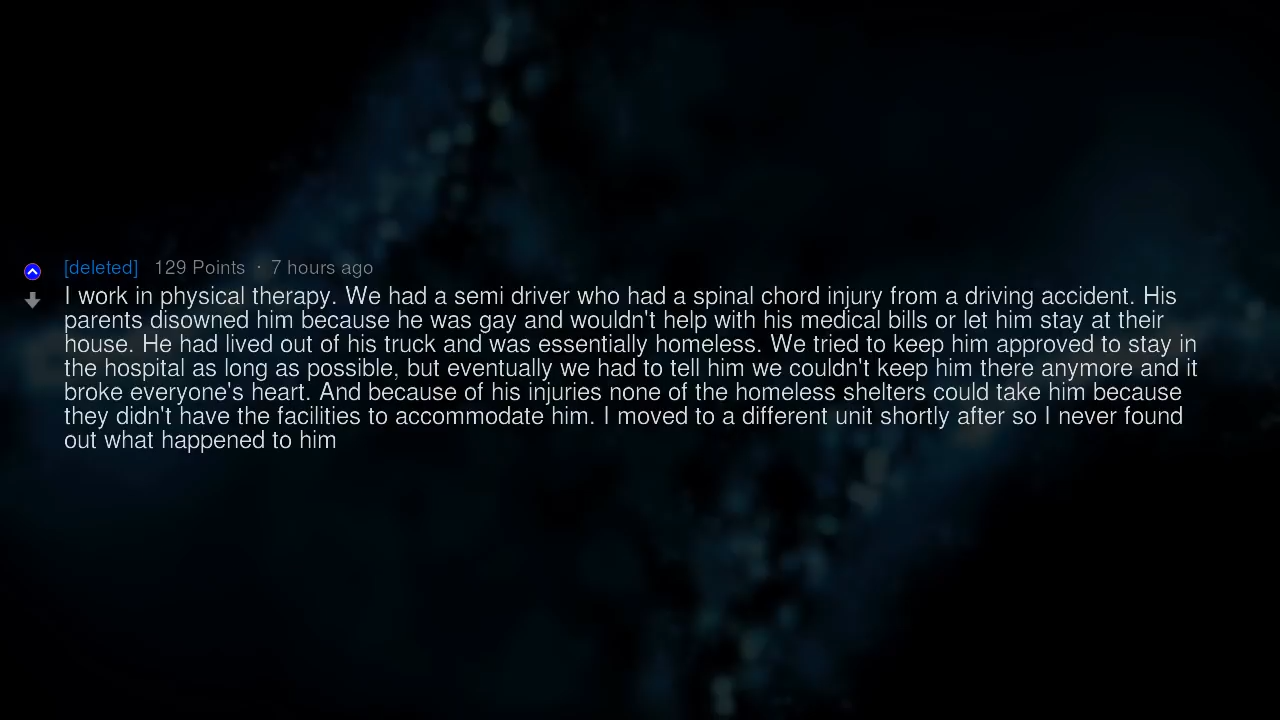 [deleted] 129 Points · 7 hours ago
I work in physical therapy. We had a semi driver who had a spinal chord injury from a driving accident. His
parents disowned him because he was gay and wouldn't help with his medical bills or let him stay at their
house. He had lived out of his truck and was essentially homeless. We tried to keep him approved to stay in
the hospital as long as possible, but eventually we had to tell him we couldn't keep him there anymore and it
broke everyone's heart. And because of his injuries none of the homeless shelters could take him because
they didn't have the facilities to accommodate him. I moved to a different unit shortly after so I never found
out what happened to him